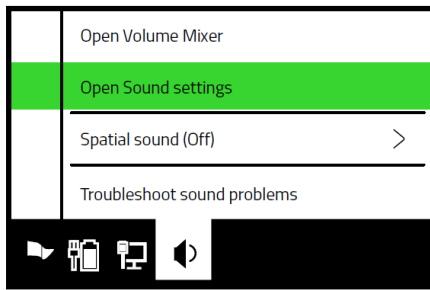 Open Volume Mixer
Open Sound settings
Spatial sound (Off)
Troubleshoot sound problems